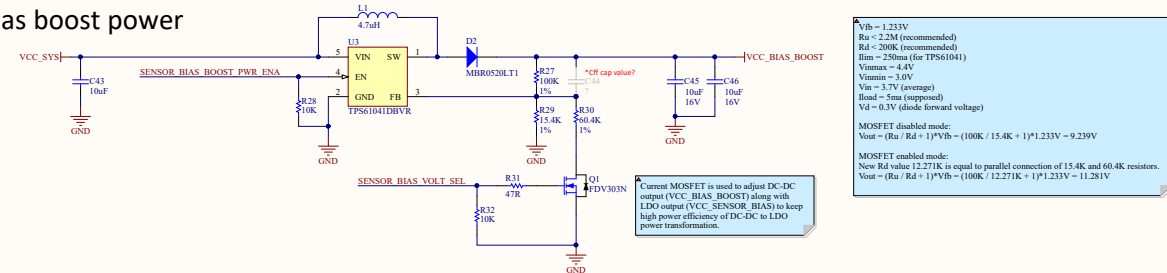 as boost power
L1
4.7uH
U3
D2
VCC_SYS
5
VIN
SW
1
VCC_BIAS_BOOST
MBR0520LT1
SENSOR_BIAS_BOOST_PWR_ENA
4
EN
C43
10uF
R28
10K
2
GND
FB
3
TPS61041DBVR
R27
100K
1%
*Cff cap value?
C44
?
C45
10uF
16V
C46
10uF
16V
R29
15.4K
1%
R30
60.4K
1%
GND
GND
GND
GND
SENSOR_BIAS_VOLT_SEL
R31
47R
Q1
FDV303N
R32
10K
GND
Current MOSFET is used to adjust DC-DC
output (VCC_BIAS_BOOST) along with
LDO output (VCC_SENSOR_BIAS) to keep
high power efficiency of DC-DC to LDO
power transformation.
Vfb = 1.233V
Ru < 2.2M (recommended)
Rd < 200K (recommended)
Ilim = 250ma (for TPS61041)
Vinmax = 4.4V
Vinmin = 3.0V
Vin = 3.7V (average)
Iload = 5ma (supposed)
Vd = 0.3V (diode forward voltage)
MOSFET disabled mode:
Vout = (Ru / Rd + 1)*Vfb = (100K / 15.4K + 1)*1.233V = 9.239V
MOSFET enabled mode:
New Rd value 12.271K is equal to parallel connection of 15.4K and 60.4K resistors.
Vout = (Ru / Rd + 1)*Vfb = (100K / 12.271K + 1)*1.233V = 11.281V